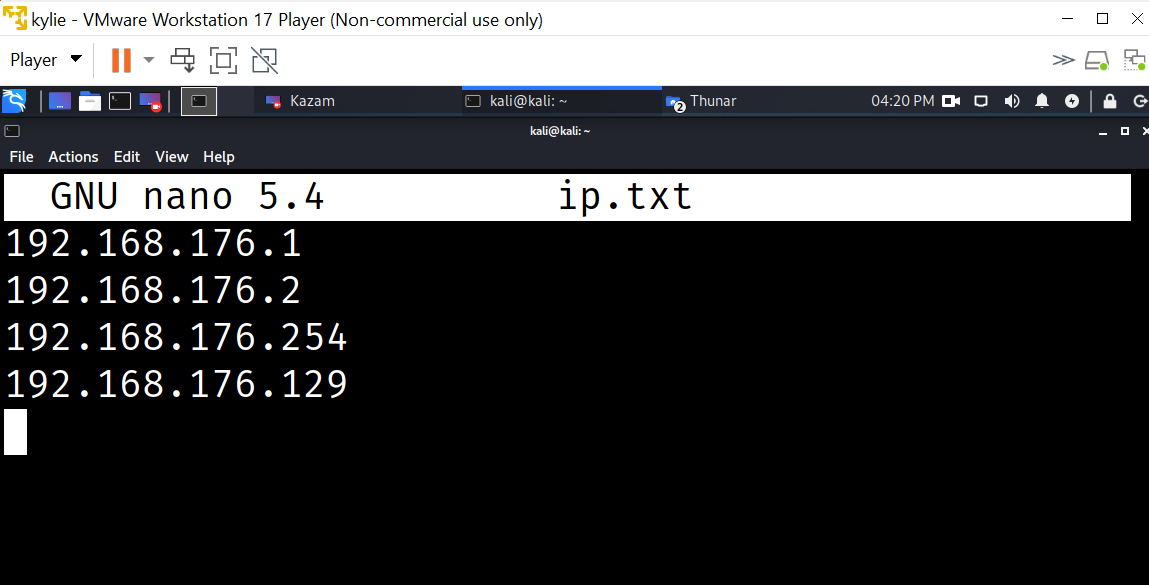 kylie - VMware Workstation 17 Player (Non-commercial use only)
Player
Kazam
kali@kali: ~
2
Thunar
04:20 PM
kali@kali: ~
File Actions Edit View Help
GNU nano 5.4 ip.txt
192.168.176.1
192.168.176.2
192.168.176.254
192.168.176.129